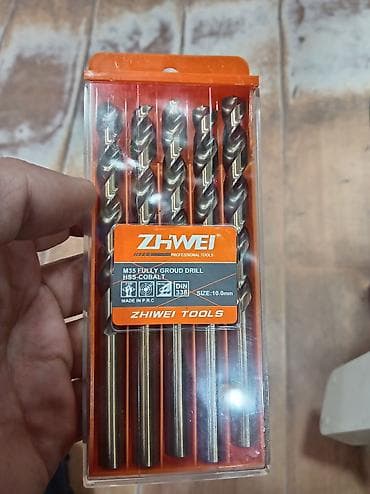 ZHWEI
PROFESSIONAL TOOLS
M35 FULLY GROUD DRILL
HSS-COBALT
DIN
338
SIZE:10.0mm
MADE IN P.R.C
ZHIWEI TOOLS